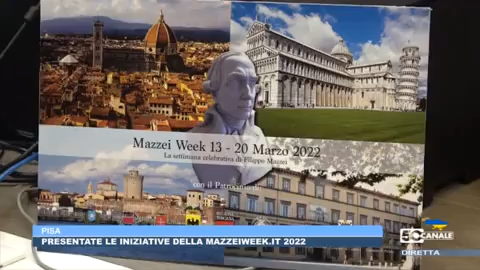 Mazzei Week 13 - 20 Marzo 2022
La settimana celebrativa di Filippo Mazzei
con il Patrocinio di
PISA
PRESENTATE LE INIZIATIVE DELLA MAZZEIWEEK.IT 2022
50 CANALE
DIRETTA